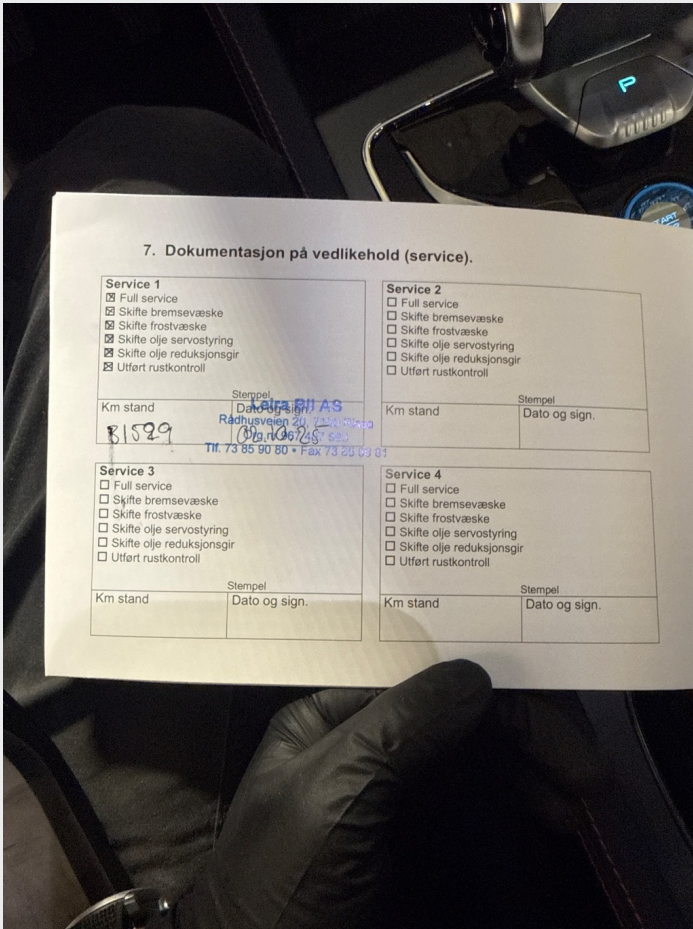 P
START
7. Dokumentasjon på vedlikehold (service).
Service 1
☒ Full service
☒ Skifte bremsevæske
☒ Skifte frostvæske
☒ Skifte olje servostyring
☒ Skifte olje reduksjonsgir
☒ Utført rustkontroll
Stempel
Km stand
Dato og sign.
81529
Leira Bil AS
Rådhusveien 20,
Tlf. 73 85 90 80 • Fax 73
Service 2
☐ Full service
☐ Skifte bremsevæske
☐ Skifte frostvæske
☐ Skifte olje servostyring
☐ Skifte olje reduksjonsgir
☐ Utført rustkontroll
Stempel
Km stand
Dato og sign.
Service 3
☐ Full service
☐ Skifte bremsevæske
☐ Skifte frostvæske
☐ Skifte olje servostyring
☐ Skifte olje reduksjonsgir
☐ Utført rustkontroll
Stempel
Km stand
Dato og sign.
Service 4
☐ Full service
☐ Skifte bremsevæske
☐ Skifte frostvæske
☐ Skifte olje servostyring
☐ Skifte olje reduksjonsgir
☐ Utført rustkontroll
Stempel
Km stand
Dato og sign.